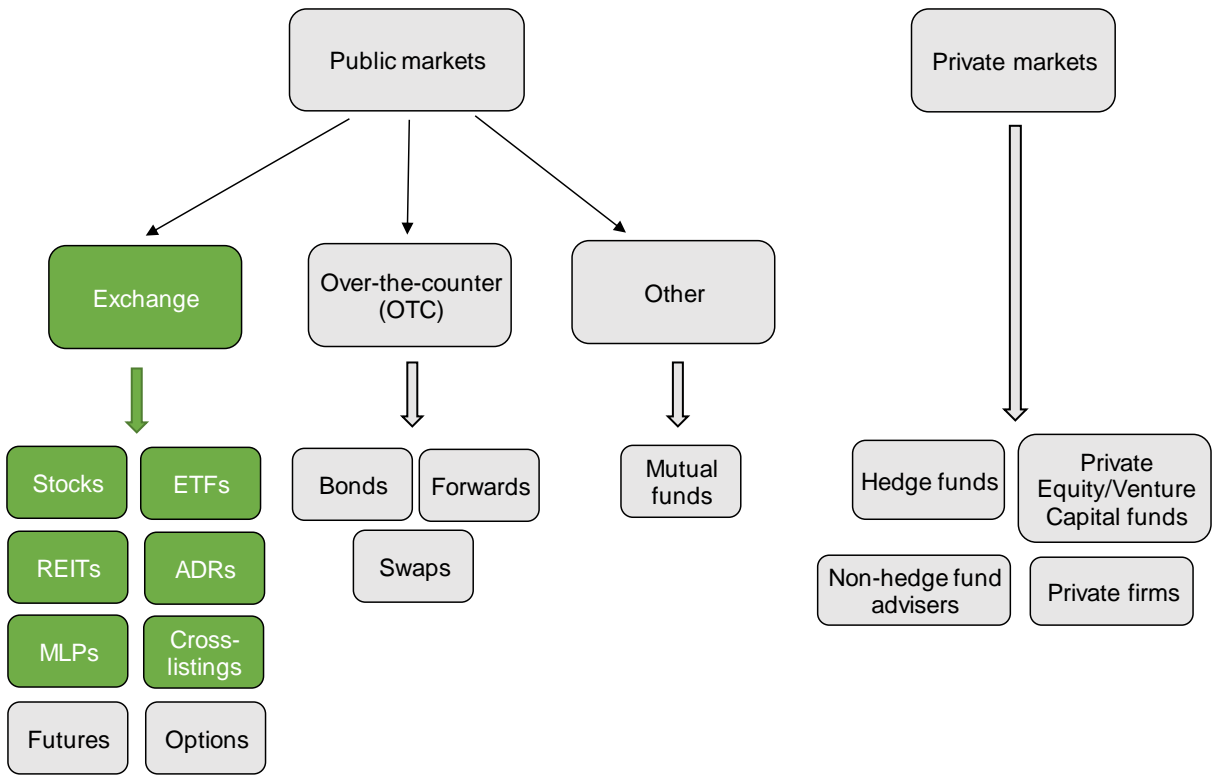 Public markets
Private markets
Exchange
Over-the-counter
(OTC)
Other
Stocks
ETFs
REITs
ADRs
MLPs
Cross-
listings
Futures
Options
Bonds
Forwards
Swaps
Mutual
funds
Hedge funds
Private
Equity/Venture
Capital funds
Non-hedge fund
advisers
Private firms